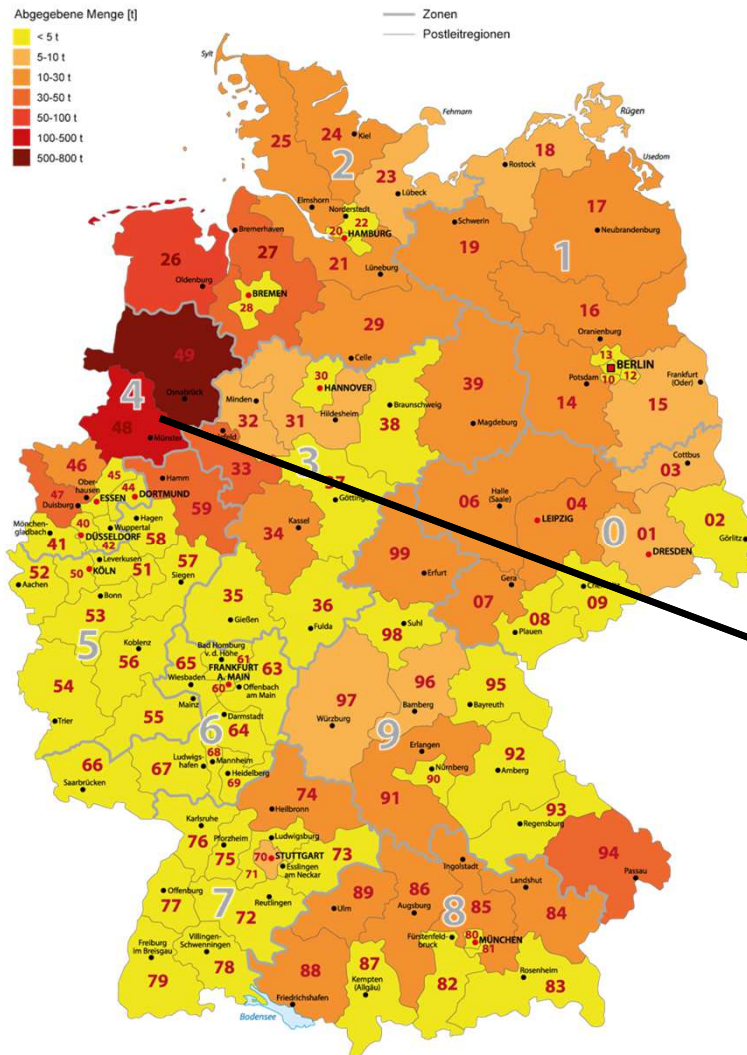 Abgegebene Menge [t]
< 5 t
5-10 t
10-30 t
30-50 t
50-100 t
100-500 t
500-800 t
Zonen
Postleitregionen
Sylt
Fehmarn
Rügen
Usedom
25
24
Kiel
2
23
Lübeck
18
Rostock
17
Neubrandenburg
Elmshorn
Norderstedt
22
20
HAMBURG
Schwerin
19
1
Bremerhaven
27
26
Oldenburg
21
Lüneburg
BREMEN
28
29
Celle
16
Oranienburg
49
Osnabrück
4
48
Münster
30
HANNOVER
Minden
32
31
Hildesheim
Braunschweig
38
39
Magdeburg
13
BERLIN
Potsdam
10
12
14
Frankfurt
(Oder)
15
Cottbus
03
33
3
37
Göttingen
46
Ober-
hausen
45
44
47
Duisburg
ESSEN
DORTMUND
Hamm
59
Mönchen-
gladbach
40
41
DÜSSELDORF
42
Wuppertal
Hagen
58
34
Kassel
06
Halle
(Saale)
04
LEIPZIG
0
01
DRESDEN
02
Görlitz
52
Aachen
50
KÖLN
Leverkusen
51
57
Siegen
Bonn
53
5
35
Gießen
36
Fulda
99
Erfurt
Gera
07
08
Plauen
09
98
Suhl
Koblenz
56
54
Trier
55
65
Bad Homburg
v. d. Höhe
61
FRANKFURT
A. MAIN
63
Wiesbaden
60
Offenbach
am Main
Mainz
Darmstadt
64
6
97
Würzburg
96
Bamberg
9
95
Bayreuth
66
Saarbrücken
67
Ludwigs-
hafen
68
Mannheim
Heidelberg
69
Erlangen
Nürnberg
90
91
92
Amberg
93
Regensburg
74
Heilbronn
Karlsruhe
76
Pforzheim
75
Ludwigsburg
70
STUTTGART
71
Esslingen
am Neckar
73
94
Passau
Ingolstadt
Landshut
Offenburg
77
7
Reutlingen
72
89
Ulm
86
Augsburg
8
85
84
Freiburg
im Breisgau
79
Villingen-
Schwenningen
78
Fürstenfeld-
bruck
80
MÜNCHEN
81
88
Friedrichshafen
87
Kempten
(Allgäu)
82
Rosenheim
83
Bodensee